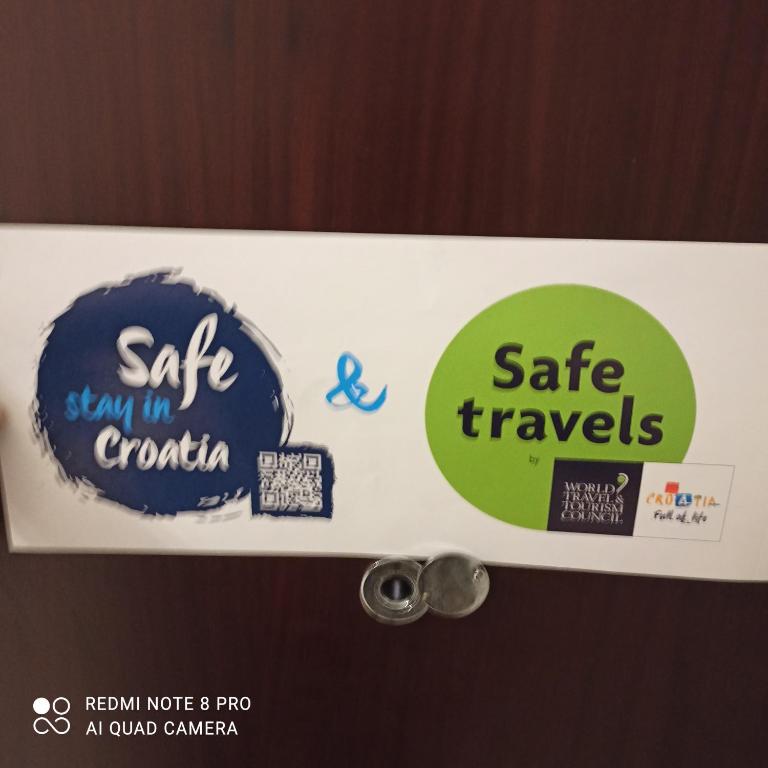 Safe
stay in
Croatia
&
Safe
travels
by
WORLD
TRAVEL &
TOURISM
COUNCIL
CROATIA
Full of life
REDMI NOTE 8 PRO
AI QUAD CAMERA